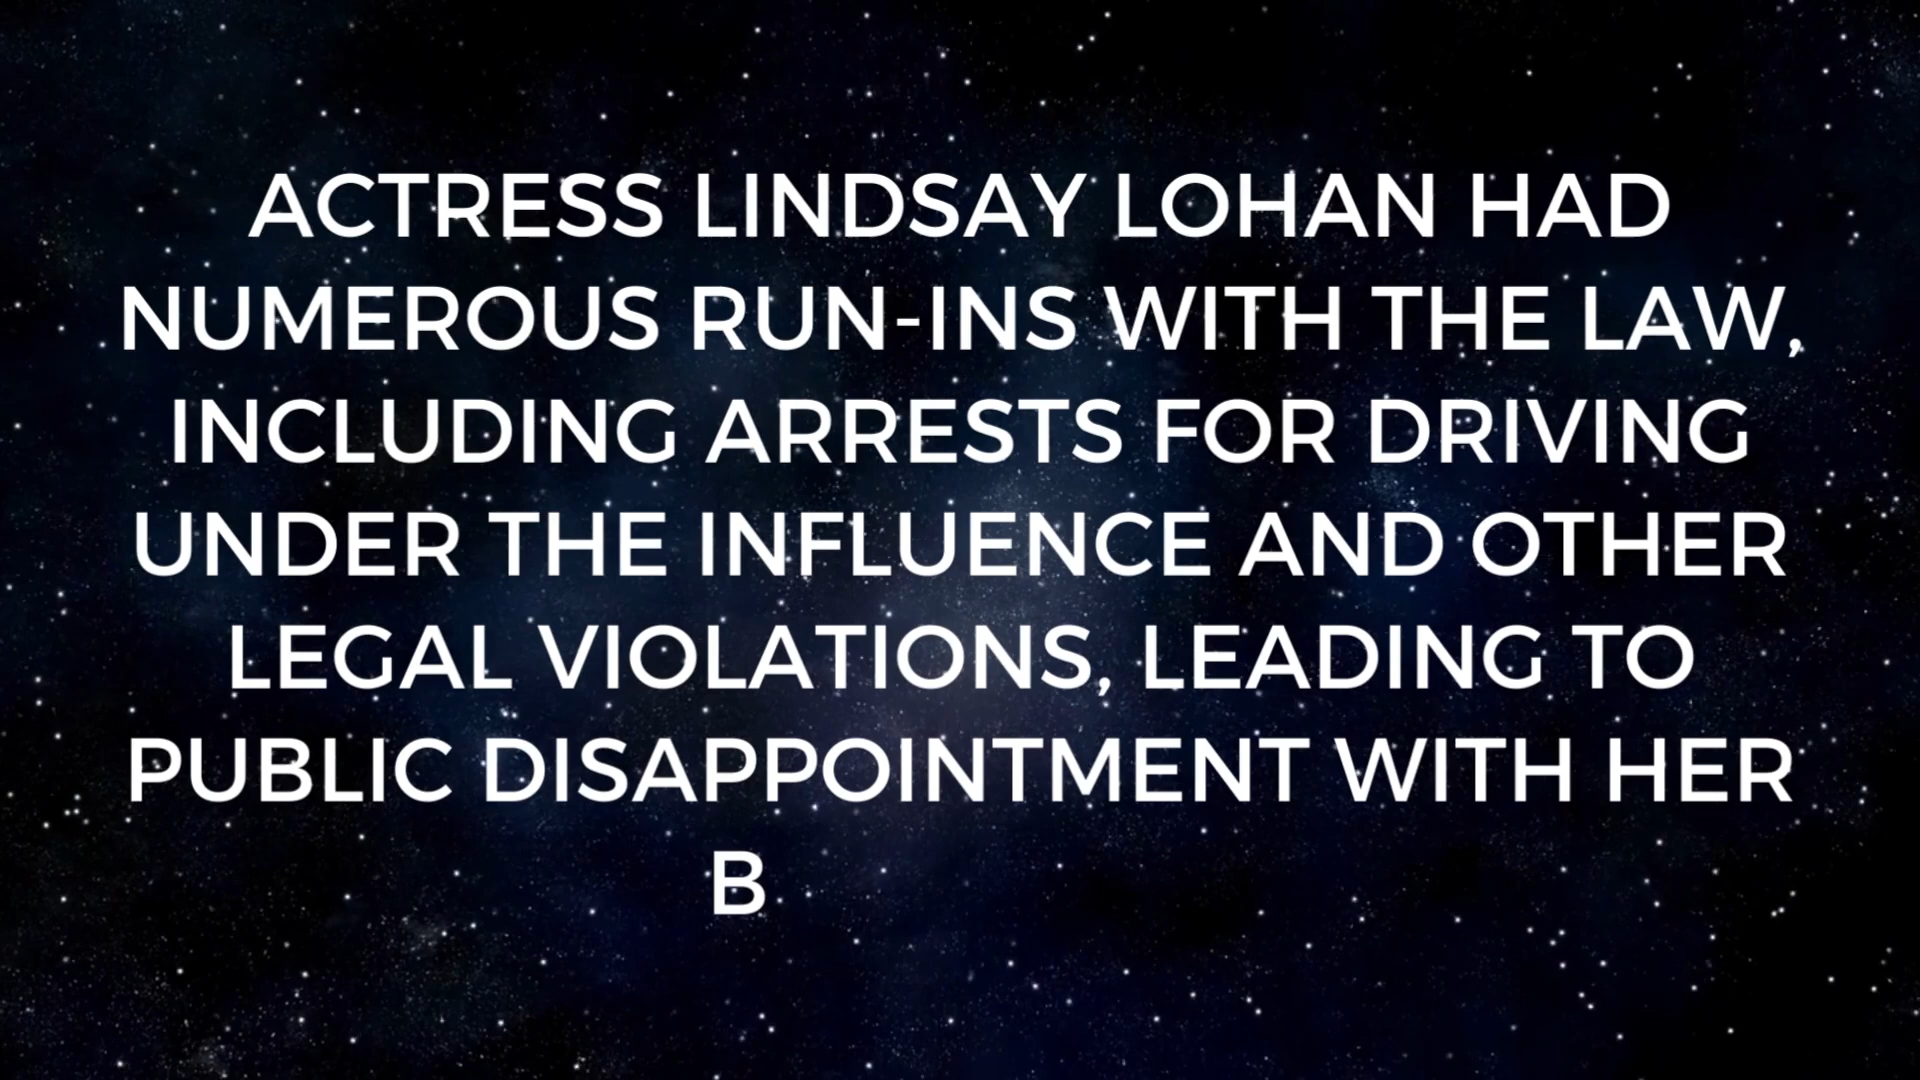 ACTRESS LINDSAY LOHAN HAD
NUMEROUS RUN-INS WITH THE LAW,
INCLUDING ARRESTS FOR DRIVING
UNDER THE INFLUENCE AND OTHER
LEGAL VIOLATIONS, LEADING TO
PUBLIC DISAPPOINTMENT WITH HER
B